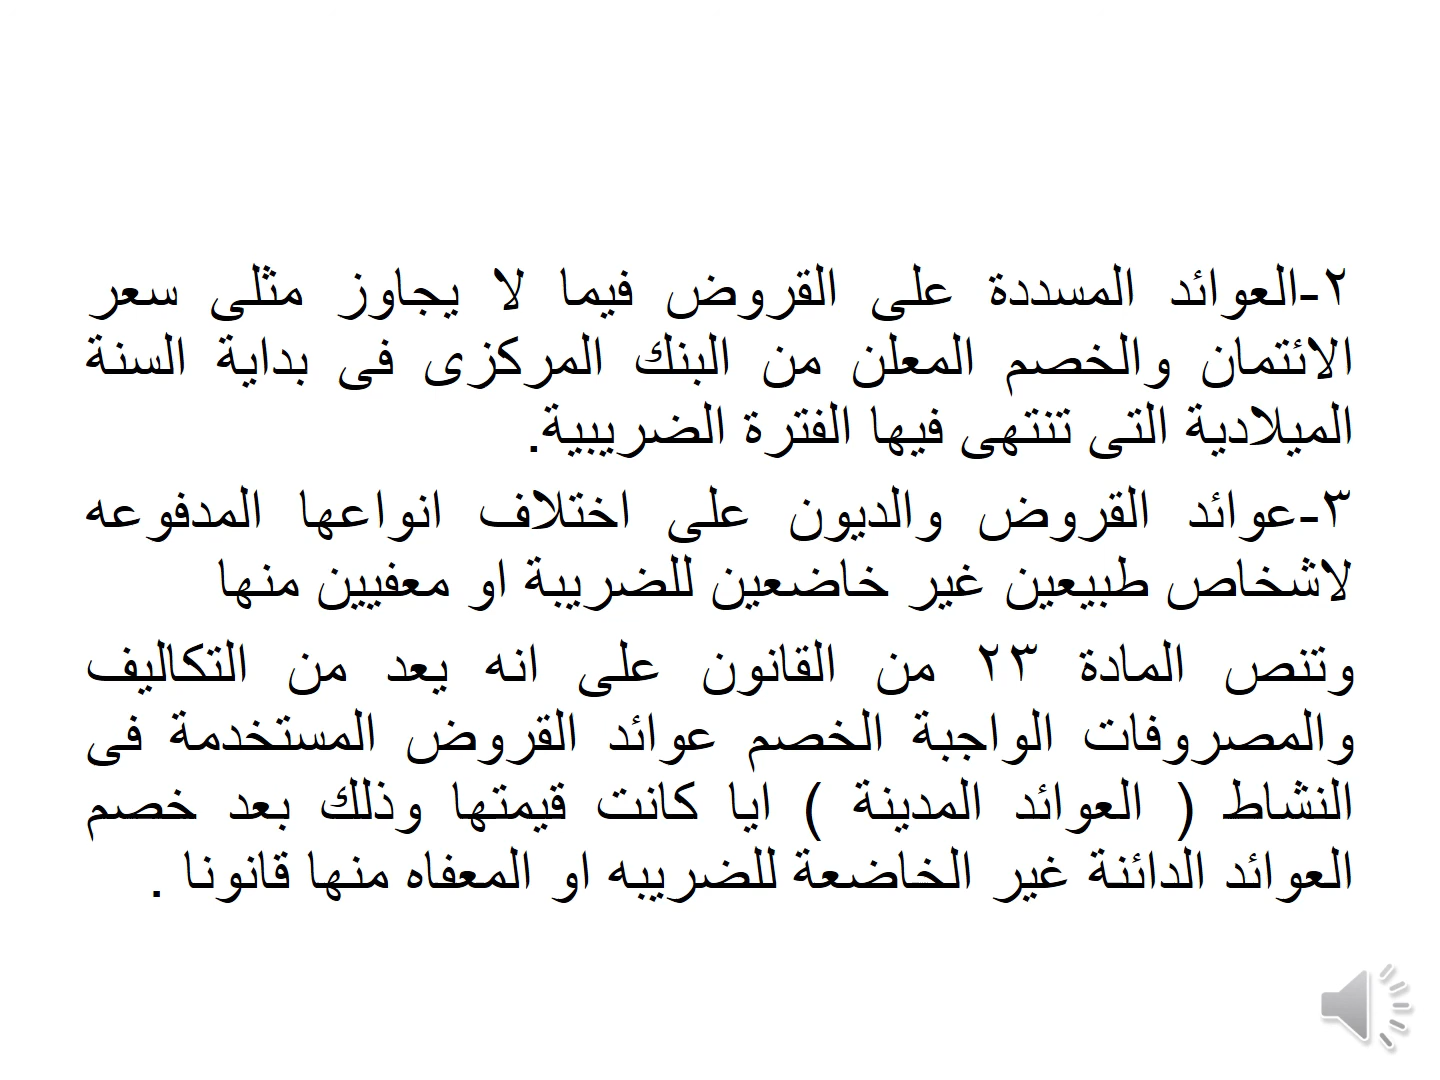 ٢-العوائد المسددة على القروض فيما لا يجاوز مثلى سعر
الائتمان والخصم المعلن من البنك المركزى فى بداية السنة
الميلادية التى تنتهى فيها الفترة الضريبية.
٣-عوائد القروض والديون على اختلاف انواعها المدفوعه
لاشخاص طبيعين غير خاضعين للضريبة او معفيين منها
وتنص المادة ٢٣ من القانون على انه يعد من التكاليف
والمصروفات الواجبة الخصم عوائد القروض المستخدمة فى
النشاط ( العوائد المدينة ) ايا كانت قيمتها وذلك بعد خصم
العوائد الدائنة غير الخاضعة للضريبه او المعفاه منها قانونا .